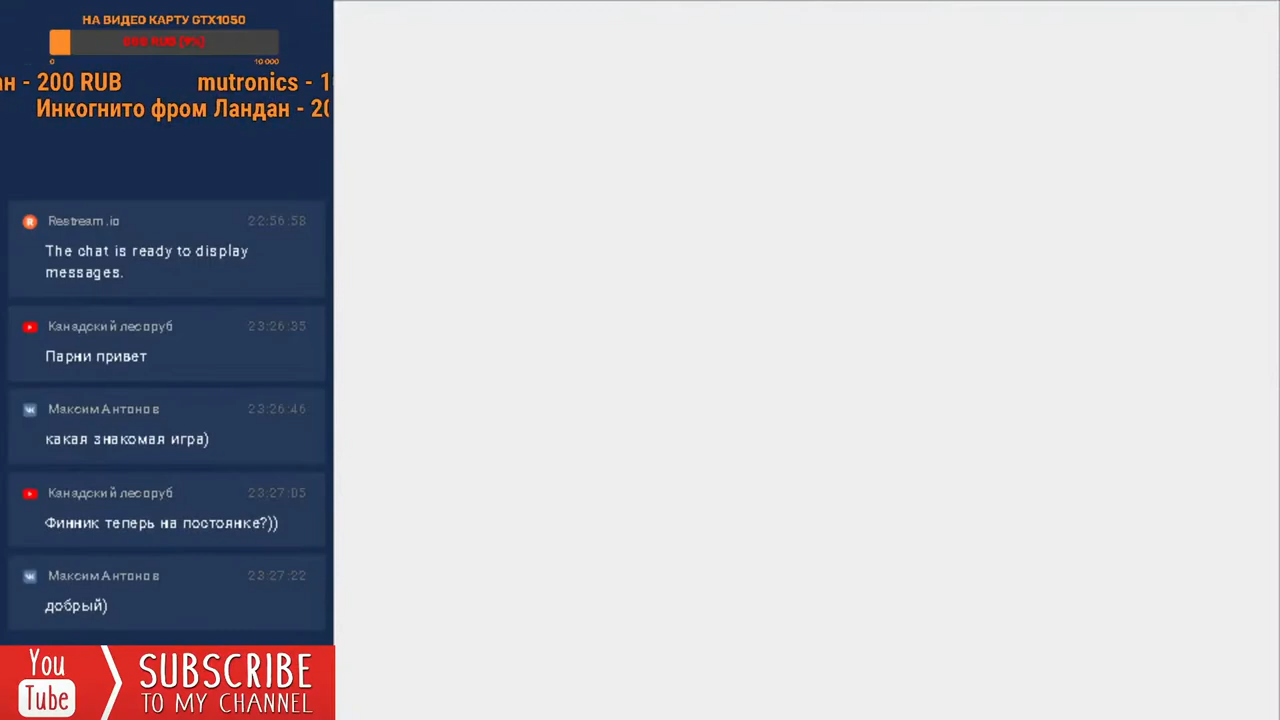 НА ВИДЕО КАРТУ GTX1050
0 10 000
ан - 200 RUB mutronics - 1
Инкогнито фром Ландан - 20
Restream.io 22:56:58
The chat is ready to display
messages.
Канадский лесоруб 23:26:35
Парни привет
Максим Антонов 23:26:46
какая знакомая игра)
Канадский лесоруб 23:27:05
Финник теперь на постоянке?))
Максим Антонов 23:27:22
добрый)
You
Tube
SUBSCRIBE
TO MY CHANNEL